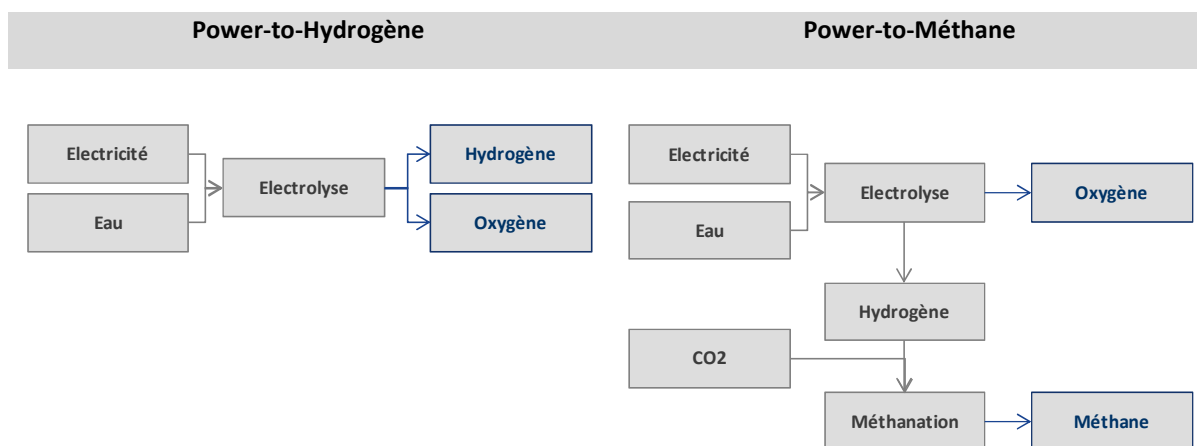 Power-to-Hydrogène
Electricité
Eau
Electrolyse
Hydrogène
Oxygène
Power-to-Méthane
Electricité
Eau
Electrolyse
Oxygène
Hydrogène
CO2
Méthanation
Méthane